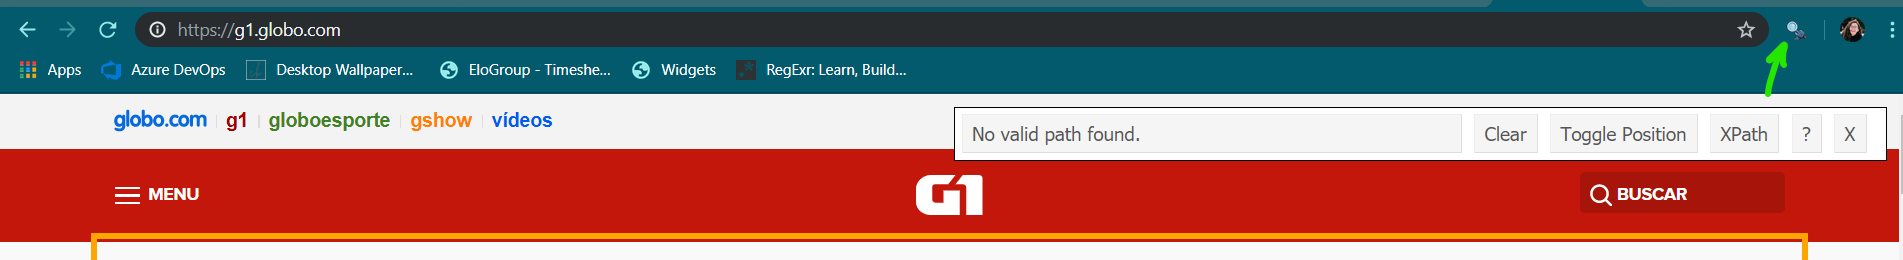 https://g1.globo.com
Apps Azure DevOps Desktop Wallpaper... EloGroup - Timeshe... Widgets RegExr: Learn, Build...
globo.com g1 globoesporte gshow vídeos
No valid path found. Clear Toggle Position XPath ? X
MENU G1 BUSCAR